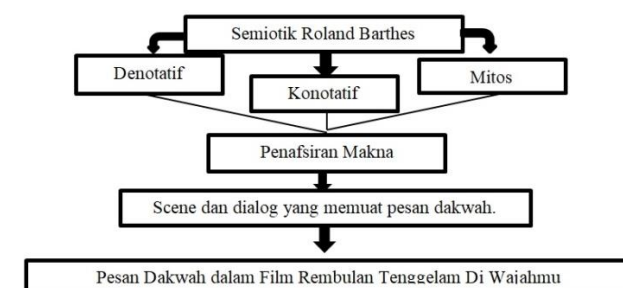 Semiotik Roland Barthes
Denotatif
Konotatif
Mitos
Penafsiran Makna
Scene dan dialog yang memuat pesan dakwah.
Pesan Dakwah dalam Film Rembulan Tenggelam Di Wajahmu